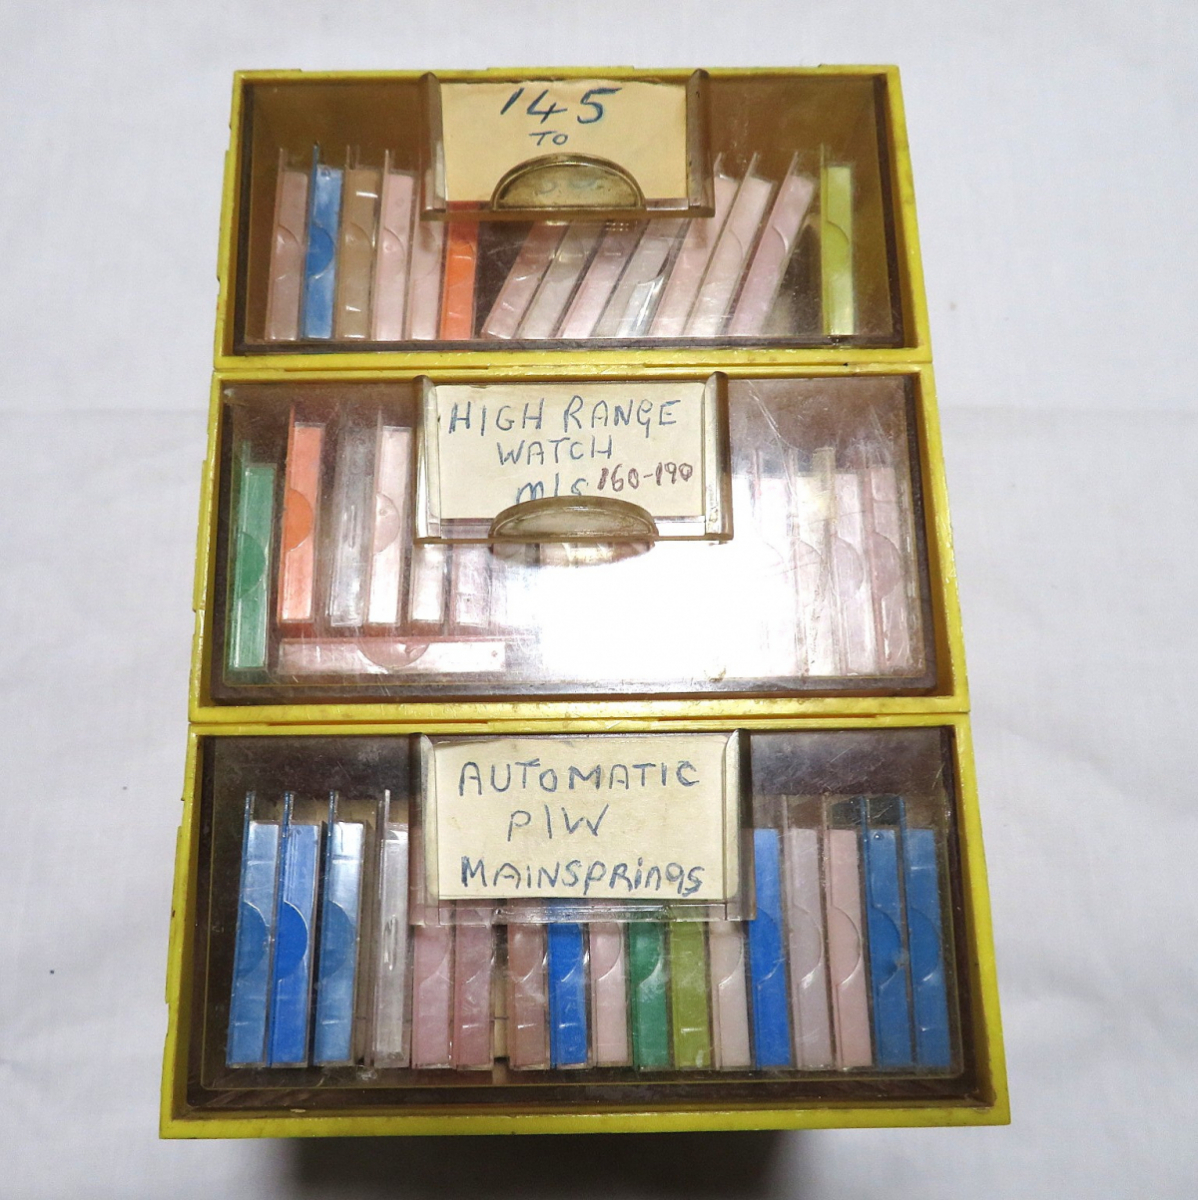 145
TO
HIGH RANGE
WATCH
m/s 160-190
AUTOMATIC
P/W
MAINSPRiNgS